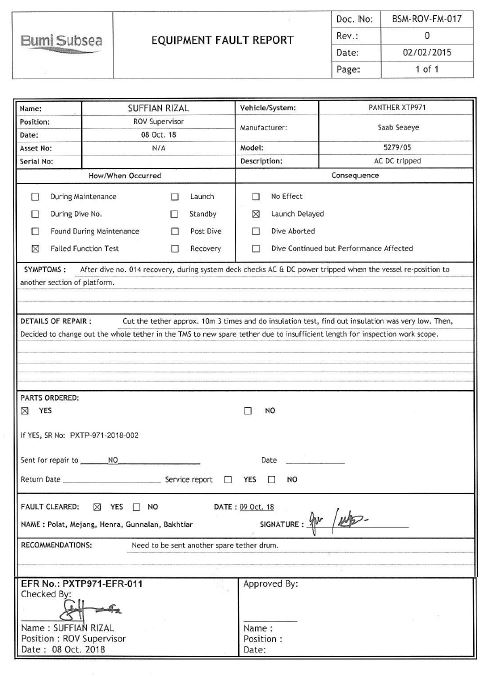 Bumi Subsea
EQUIPMENT FAULT REPORT
Doc. No: BSM-ROV-FM-017
Rev.: 0
Date: 02/02/2015
Page: 1 of 1
Name: SUFFIAN RIZAL Vehicle/System: PANTHER XTP971
Position: ROV Supervisor Manufacturer: Saab Seaeye
Date: 08 Oct. 18
Asset No: N/A Model: 5279/05
Serial No: Description: AC DC tripped
How/When Occurred Consequence
☐ During Maintenance ☐ Launch ☐ No Effect
☐ During Dive No. ☐ Standby ☒ Launch Delayed
☐ Found During Maintenance ☐ Post Dive ☐ Dive Aborted
☒ Failed Function Test ☐ Recovery ☐ Dive Continued but Performance Affected
SYMPTOMS : After dive no. 014 recovery, during system deck checks AC & DC power tripped when the vessel re-position to
another section of platform.
DETAILS OF REPAIR : Cut the tether approx. 10m 3 times and do insulation test, find out insulation was very low. Then,
Decided to change out the whole tether in the TMS to new spare tether due to insufficient length for inspection work scope.
PARTS ORDERED:
☒ YES ☐ NO
If YES, SR No: PXTP-971-2018-002
Sent for repair to NO Date
Return Date Service report ☐ YES ☐ NO
FAULT CLEARED: ☒ YES ☐ NO DATE : 09 Oct. 18
NAME : Polat, Mejang, Henra, Gunnalan, Bakhtiar SIGNATURE :
RECOMMENDATIONS: Need to be sent another spare tether drum.
EFR No.: PXTP971-EFR-011 Approved By:
Checked By:
Name : SUFFIAN RIZAL Name :
Position : ROV Supervisor Position :
Date : 08 Oct. 2018 Date: